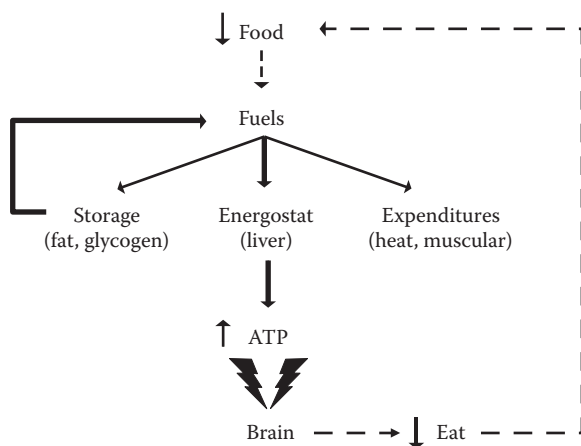 Food
Fuels
Storage
(fat, glycogen)
Energostat
(liver)
Expenditures
(heat, muscular)
ATP
Brain
Eat